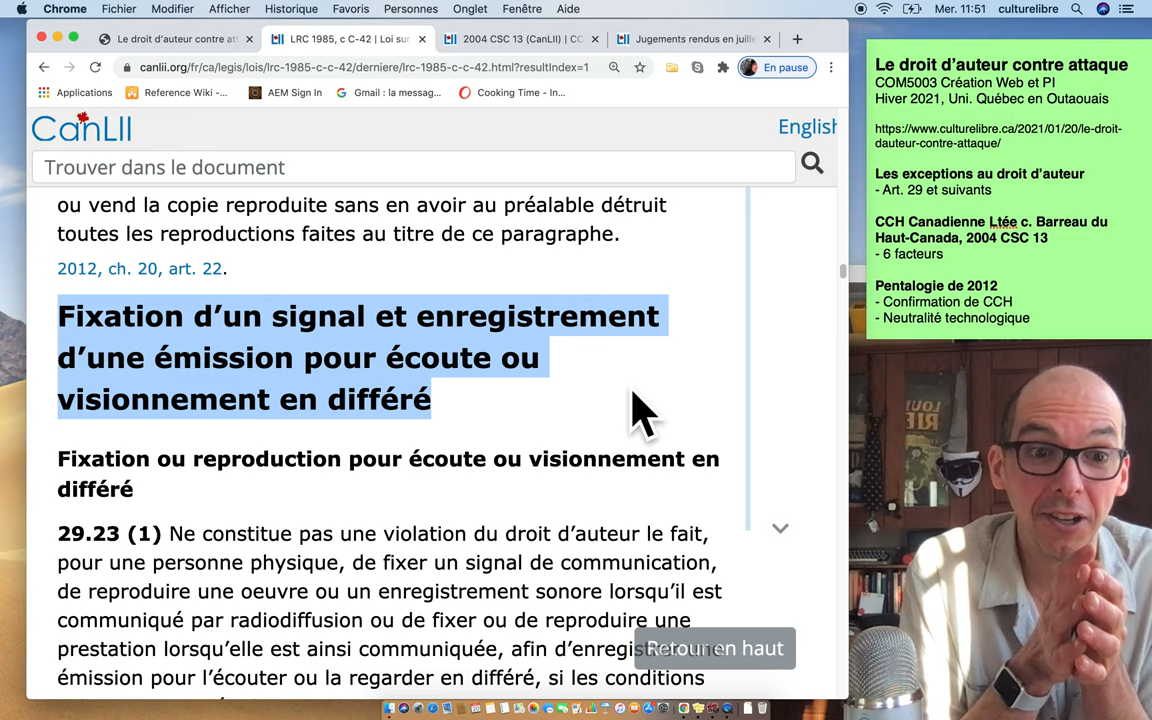 Chrome Fichier Modifier Afficher Historique Favoris Personnes Onglet Fenêtre Aide
Mer. 11:51 culturelibre
Le droit d'auteur contre att
LRC 1985, c C-42 | Loi sur
2004 CSC 13 (CanLII) | CC
Jugements rendus en juille
canlii.org/fr/ca/legis/lois/lrc-1985-c-c-42/derniere/lrc-1985-c-c-42.html?resultIndex=1
En pause
Applications
Reference Wiki -...
AEM Sign In
Gmail : la messag...
Cooking Time - In...
CanLII
English
Trouver dans le document
ou vend la copie reproduite sans en avoir au préalable détruit
toutes les reproductions faites au titre de ce paragraphe.
2012, ch. 20, art. 22.
Fixation d’un signal et enregistrement
d’une émission pour écoute ou
visionnement en différé
Fixation ou reproduction pour écoute ou visionnement en
différé
29.23 (1) Ne constitue pas une violation du droit d’auteur le fait,
pour une personne physique, de fixer un signal de communication,
de reproduire une oeuvre ou un enregistrement sonore lorsqu’il est
communiqué par radiodiffusion ou de fixer ou de reproduire une
prestation lorsqu’elle est ainsi communiquée, afin d’enregistrer une
émission pour l’écouter ou la regarder en différé, si les conditions
Retour en haut
Le droit d’auteur contre attaque
COM5003 Création Web et PI
Hiver 2021, Uni. Québec en Outaouais
https://www.culturelibre.ca/2021/01/20/le-droit-
dauteur-contre-attaque/
Les exceptions au droit d’auteur
- Art. 29 et suivants
CCH Canadienne Ltée c. Barreau du
Haut-Canada, 2004 CSC 13
- 6 facteurs
Pentalogie de 2012
- Confirmation de CCH
- Neutralité technologique